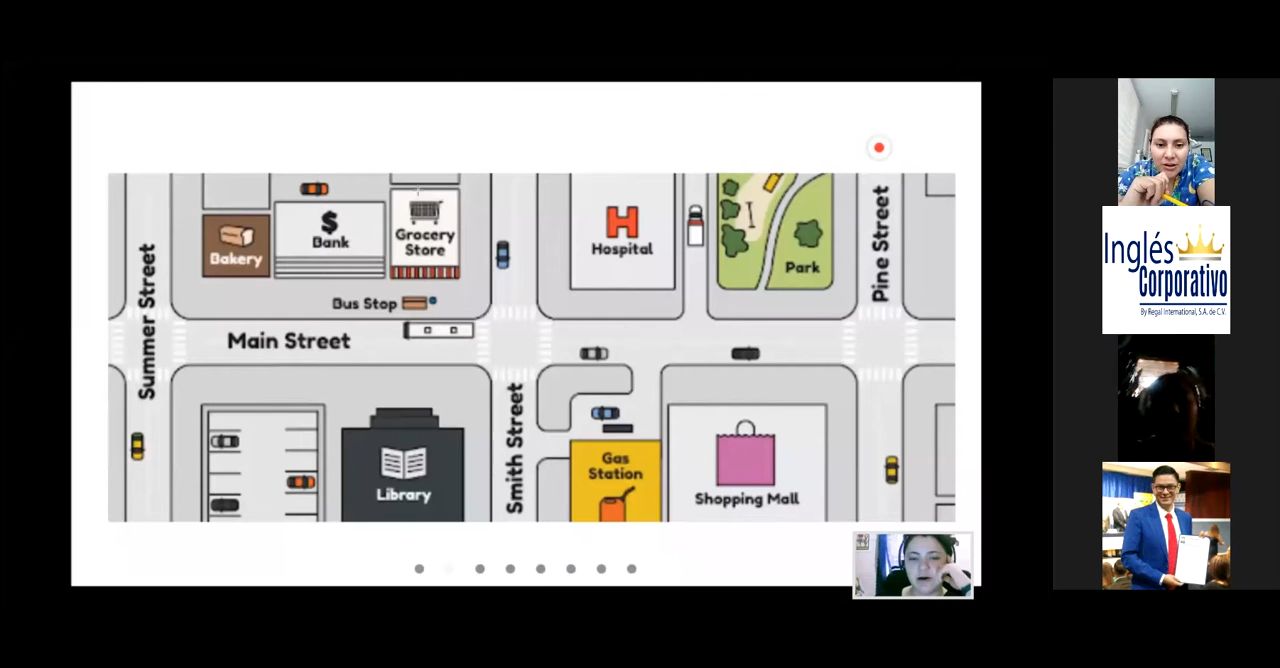 Bakery
$
Bank
Grocery
Store
Bus Stop
H
Hospital
Park
Pine Street
Summer Street
Main Street
Smith Street
Library
Gas
Station
Shopping Mall
Inglés
Corporativo
By Regal International, S.A. de C.V.